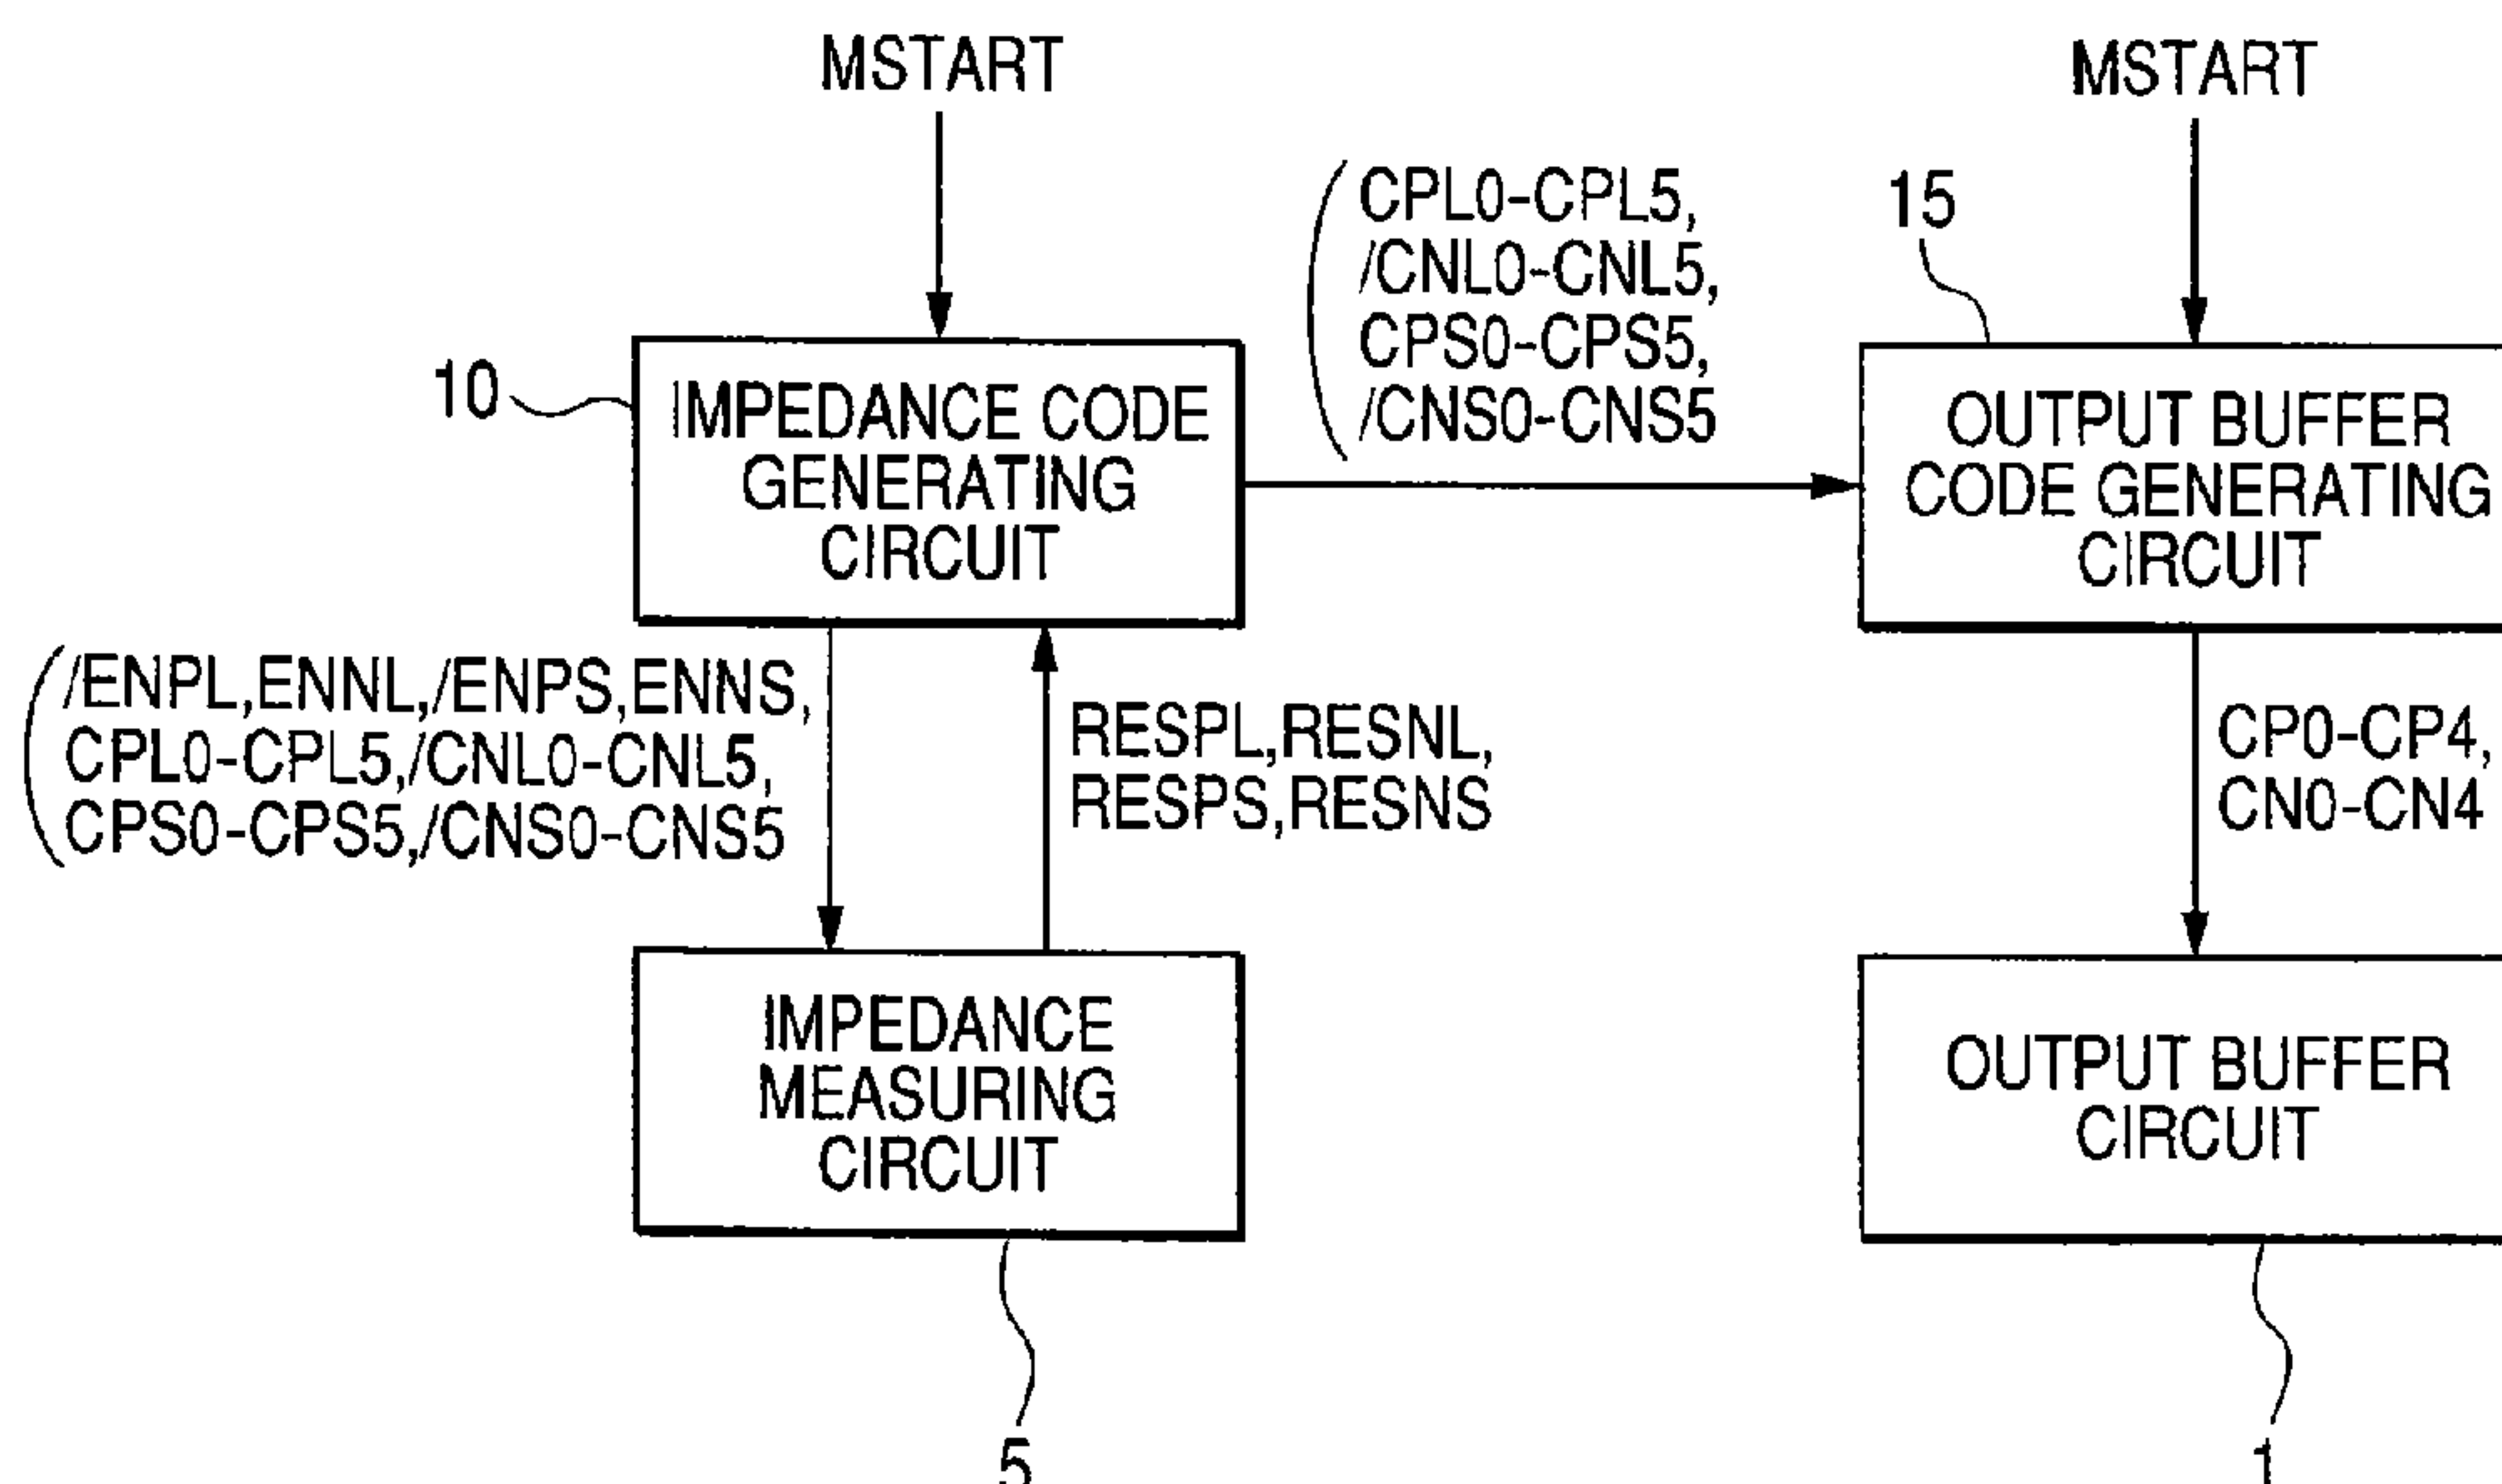 MSTART
MSTART
CPL0-CPL5,
/CNL0-CNL5,
CPS0-CPS5,
/CNS0-CNS5
15
10
IMPEDANCE CODE
GENERATING
CIRCUIT
OUTPUT BUFFER
CODE GENERATING
CIRCUIT
/ENPL,ENNL,/ENPS,ENNS,
CPL0-CPL5,/CNL0-CNL5,
CPS0-CPS5,/CNS0-CNS5
RESPL,RESNL,
RESPS,RESNS
CP0-CP4,
CN0-CN4
IMPEDANCE
MEASURING
CIRCUIT
OUTPUT BUFFER
CIRCUIT
5
1